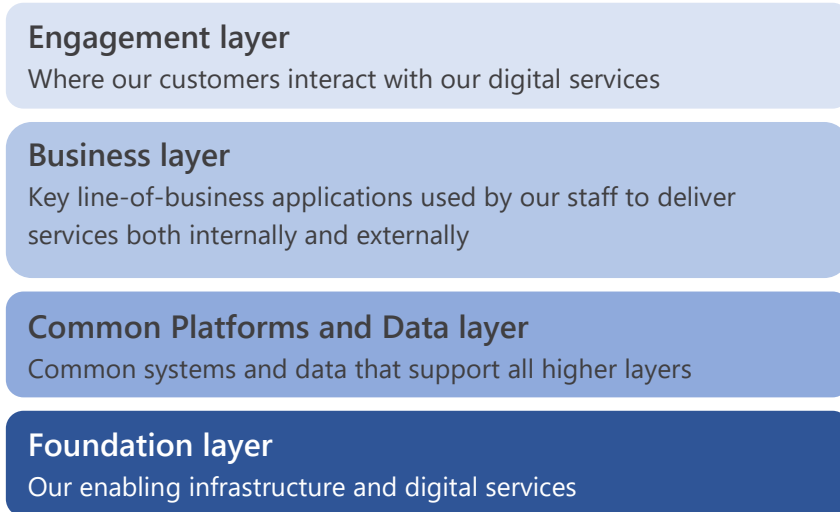 Engagement layer
Where our customers interact with our digital services
Business layer
Key line-of-business applications used by our staff to deliver
services both internally and externally
Common Platforms and Data layer
Common systems and data that support all higher layers
Foundation layer
Our enabling infrastructure and digital services